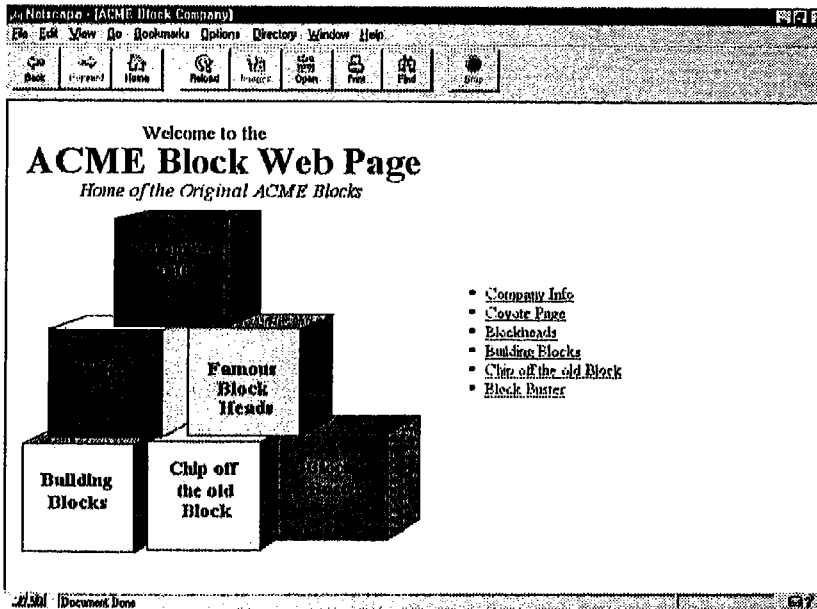 Netscape - [ACME Block Company]
File Edit View Go Bookmarks Options Directory Window Help
Back Forward Home Reload Images Open Print Find Stop
Welcome to the
ACME Block Web Page
Home of the Original ACME Blocks
Famous
Block
Heads
Building
Blocks
Chip off
the old
Block
• Company Info
• Coyote Page
• Blockheads
• Building Blocks
• Chip off the old Block
• Block Buster
Document Done